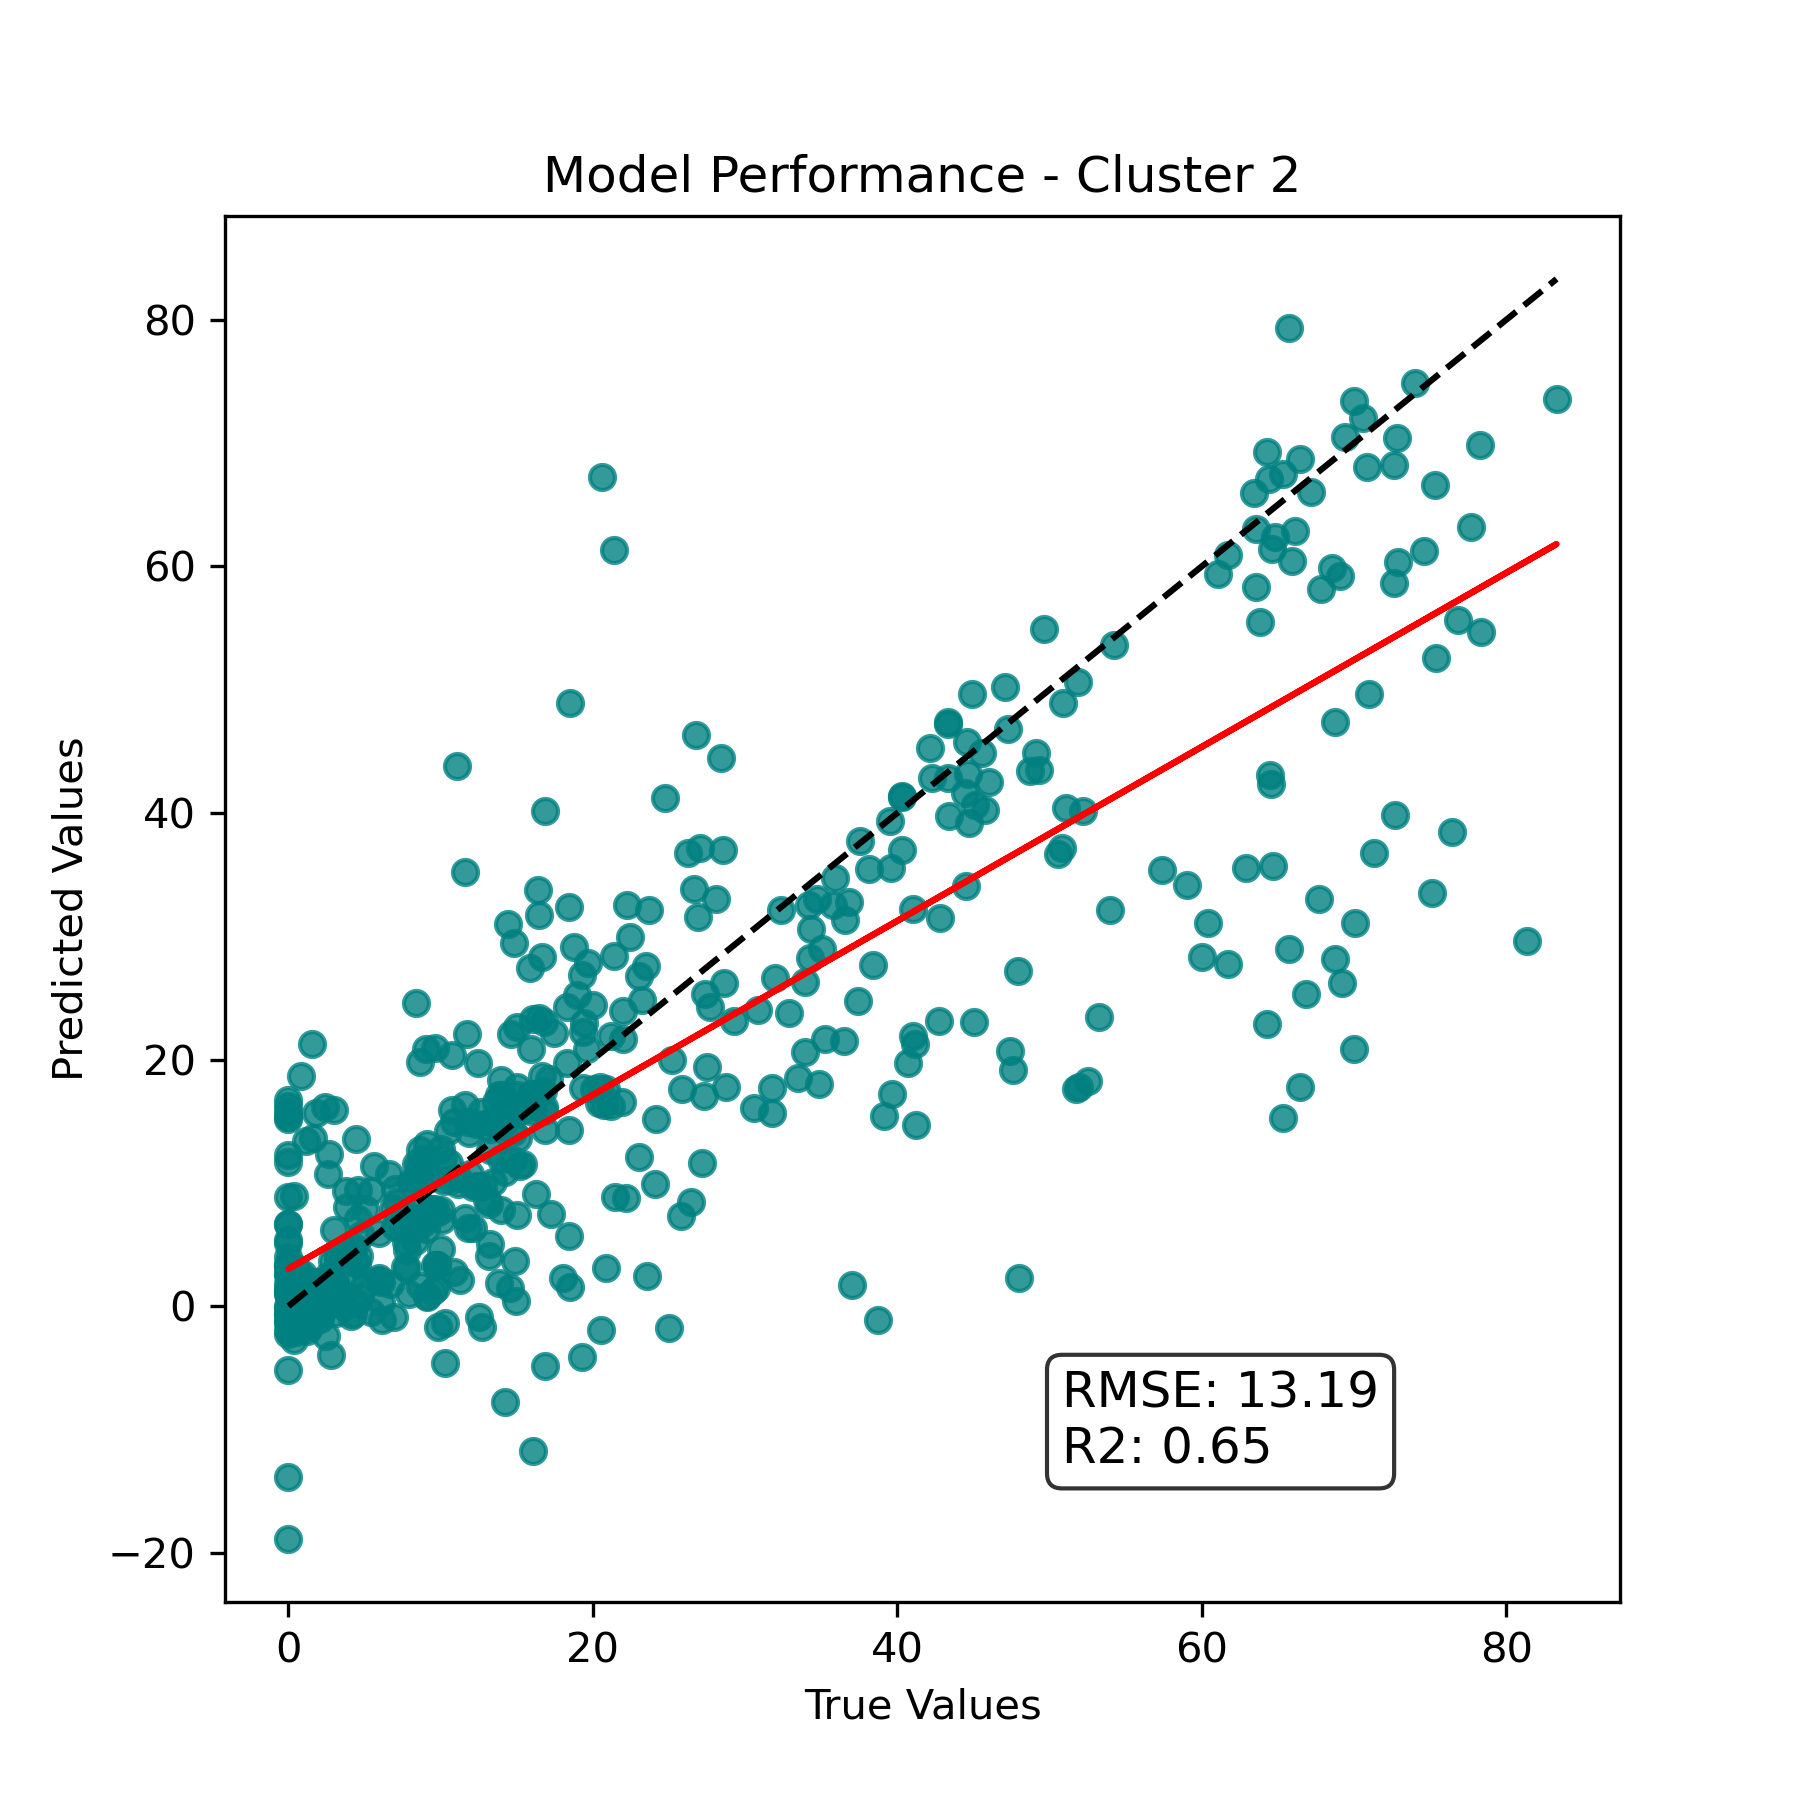 Model Performance - Cluster 2
80
60
40
20
0
−20
Predicted Values
RMSE: 13.19
R2: 0.65
0 20 40 60 80
True Values